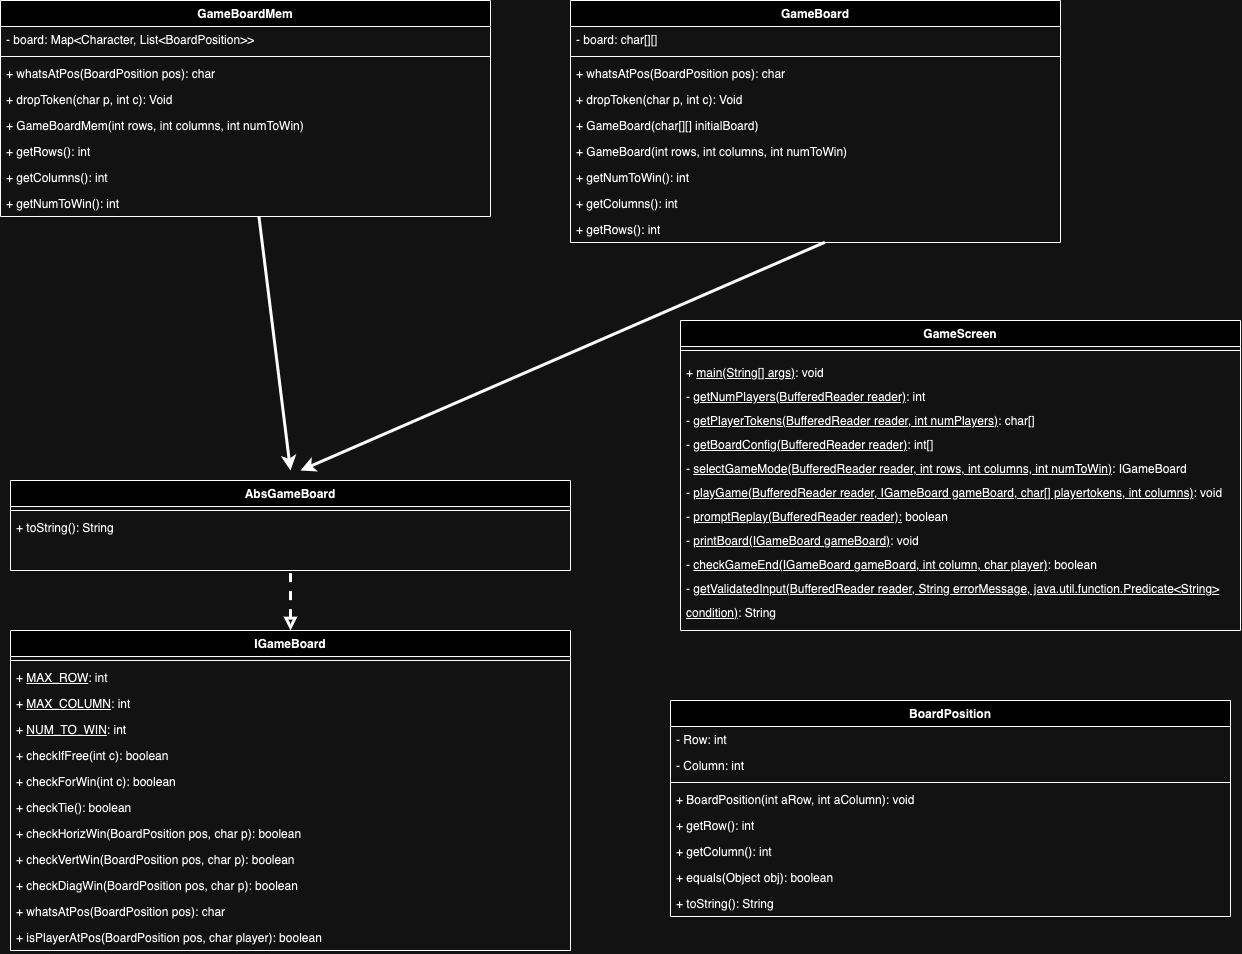 GameBoardMem
- board: Map<Character, List<BoardPosition>>
+ whatsAtPos(BoardPosition pos): char
+ dropToken(char p, int c): Void
+ GameBoardMem(int rows, int columns, int numToWin)
+ getRows(): int
+ getColumns(): int
+ getNumToWin(): int
GameBoard
- board: char[][]
+ whatsAtPos(BoardPosition pos): char
+ dropToken(char p, int c): Void
+ GameBoard(char[][] initialBoard)
+ GameBoard(int rows, int columns, int numToWin)
+ getNumToWin(): int
+ getColumns(): int
+ getRows(): int
GameScreen
+ main(String[] args): void
- getNumPlayers(BufferedReader reader): int
- getPlayerTokens(BufferedReader reader, int numPlayers): char[]
- getBoardConfig(BufferedReader reader): int[]
- selectGameMode(BufferedReader reader, int rows, int columns, int numToWin): IGameBoard
- playGame(BufferedReader reader, IGameBoard gameBoard, char[] playertokens, int columns): void
- promptReplay(BufferedReader reader): boolean
- printBoard(IGameBoard gameBoard): void
- checkGameEnd(IGameBoard gameBoard, int column, char player): boolean
- getValidatedInput(BufferedReader reader, String errorMessage, java.util.function.Predicate<String>
condition): String
AbsGameBoard
+ toString(): String
IGameBoard
+ MAX_ROW: int
+ MAX_COLUMN: int
+ NUM_TO_WIN: int
+ checkIfFree(int c): boolean
+ checkForWin(int c): boolean
+ checkTie(): boolean
+ checkHorizWin(BoardPosition pos, char p): boolean
+ checkVertWin(BoardPosition pos, char p): boolean
+ checkDiagWin(BoardPosition pos, char p): boolean
+ whatsAtPos(BoardPosition pos): char
+ isPlayerAtPos(BoardPosition pos, char player): boolean
BoardPosition
- Row: int
- Column: int
+ BoardPosition(int aRow, int aColumn): void
+ getRow(): int
+ getColumn(): int
+ equals(Object obj): boolean
+ toString(): String